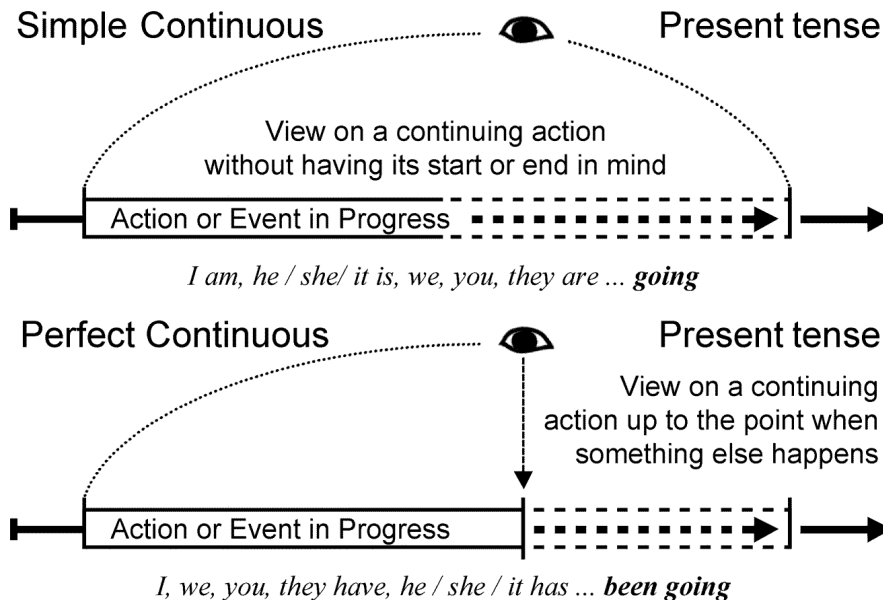 Simple Continuous
Present tense
View on a continuing action
without having its start or end in mind
Action or Event in Progress
I am, he / she/ it is, we, you, they are ... going
Perfect Continuous
Present tense
View on a continuing
action up to the point when
something else happens
Action or Event in Progress
I, we, you, they have, he / she / it has ... been going